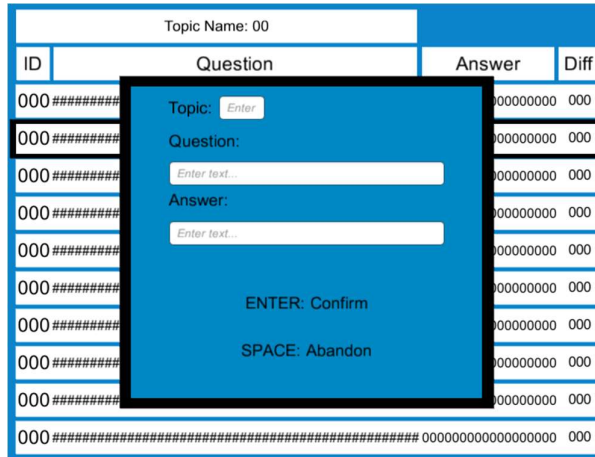 Topic Name: 00
ID Question Answer Diff
000 ######### 000000000 000
Topic: Enter
000 ######### 000000000 000
Question:
000 ######### Enter text... 000000000 000
Answer:
000 ######### 000000000 000
Enter text...
000 ######### 000000000 000
000 ######### 000000000 000
ENTER: Confirm
000 ######### 000000000 000
SPACE: Abandon
000 ######### 000000000 000
000 ######### 000000000 000
000 ################################################ 000000000000000000 000